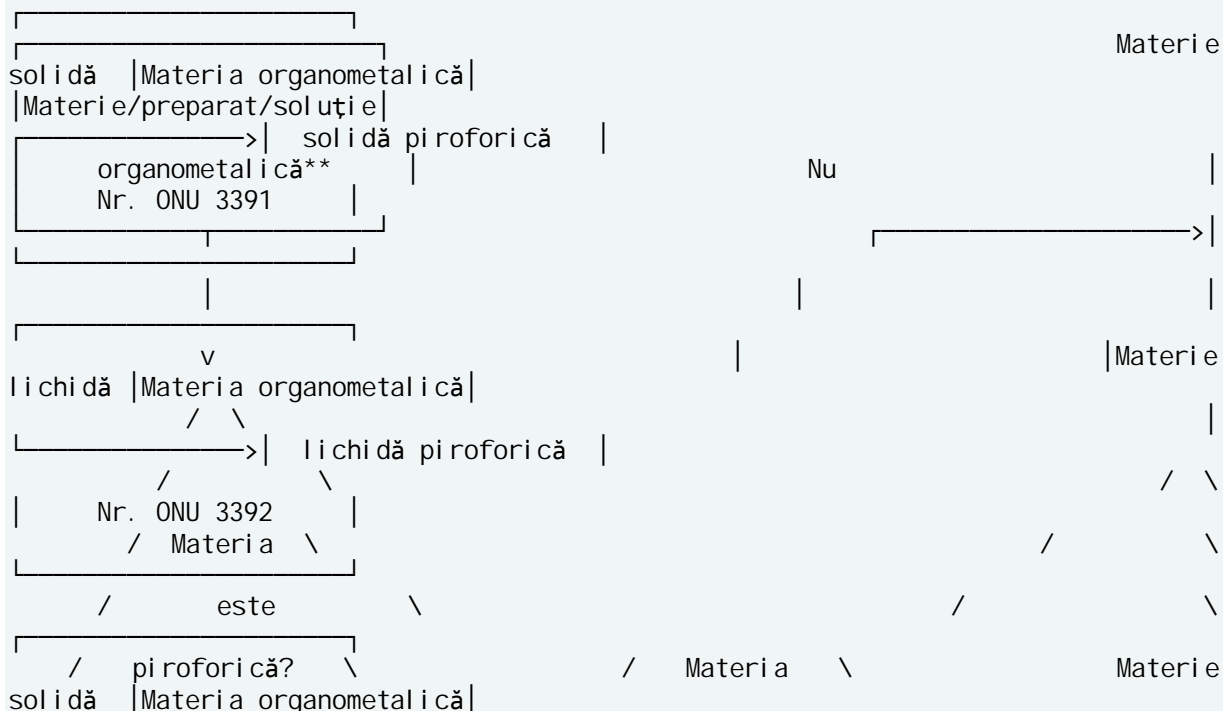 Materie
solidă |Materia organometalică|
|Materie/preparat/soluţie|
>| solidă piroforică |
| organometalică** | Nu |
| Nr. ONU 3391 |
>|
| | |
v | |Materie
lichidă |Materia organometalică|
/ \ |
>| lichidă piroforică |
/ \ / \
| Nr. ONU 3392 |
/ Materia \ / \
/ este \ / \
/ piroforică? \ / Materia \ Materie
solidă |Materia organometalică|